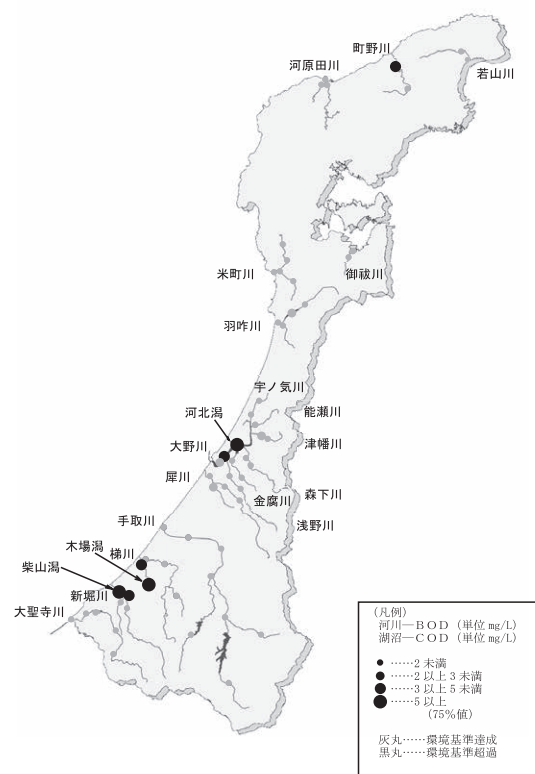 町野川
河原田川
若山川
米町川
御祓川
羽咋川
宇ノ気川
河北潟
能瀬川
大野川
津幡川
犀川
金腐川
森下川
手取川
浅野川
木場潟
梯川
柴山潟
新堀川
大聖寺川
(凡例)
河川―BOD(単位 mg/L)
湖沼―COD(単位 mg/L)
……2 未満
……2 以上 3 未満
……3 以上 5 未満
……5 以上
(75%値)
灰丸……環境基準達成
黒丸……環境基準超過